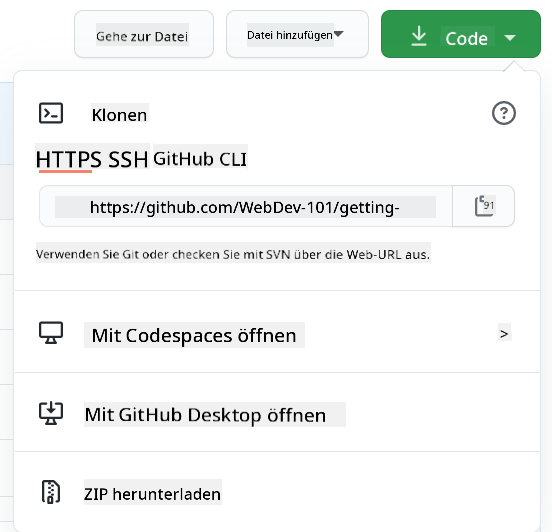 Gehe zur Datei
Datei hinzufügen
Code
Klonen
HTTPS SSH GitHub CLI
https://github.com/WebDev-101/getting-
91
Verwenden Sie Git oder checken Sie mit SVN über die Web-URL aus.
Mit Codespaces öffnen >
Mit GitHub Desktop öffnen
ZIP herunterladen